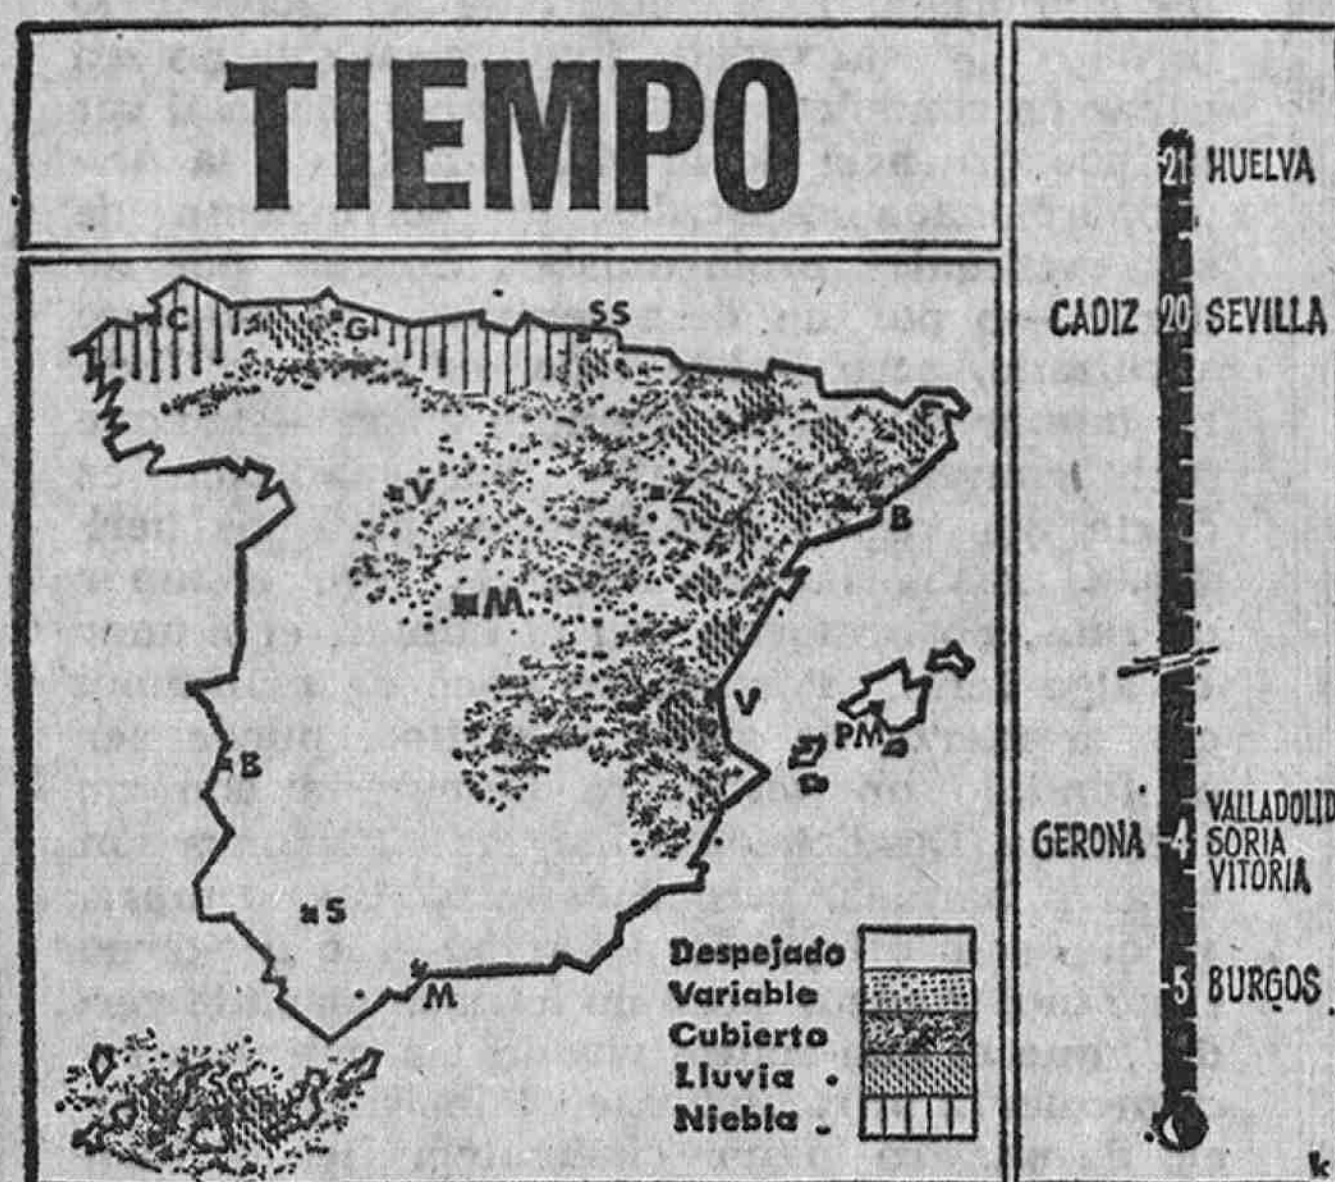 TIEMPO
C
G
SS
V
Z
B
M
V
PM
B
S
M
SC
Despejado
Variable
Cubierto
Lluvia
Niebla
21 HUELVA
CADIZ 20 SEVILLA
GERONA -4 VALLADOLID
SORIA
VITORIA
-5 BURGOS
k